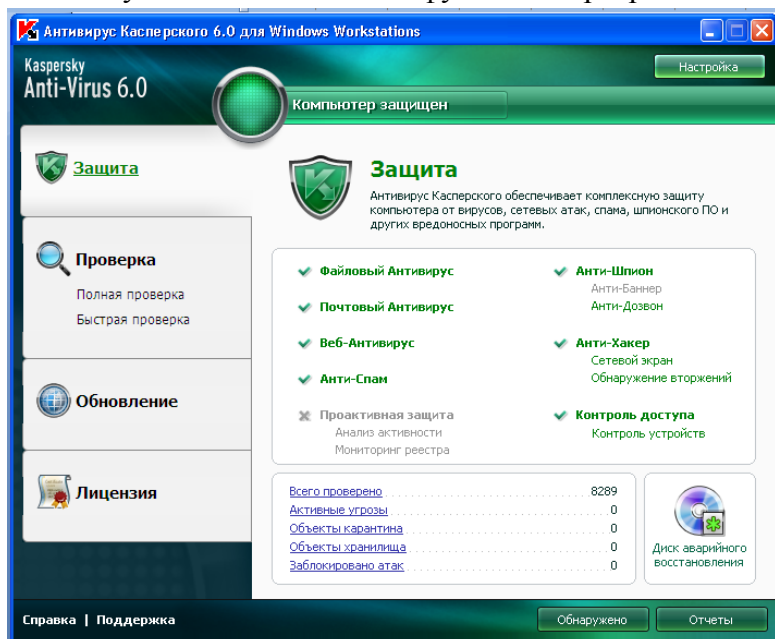 Антивирус Касперского 6.0 для Windows Workstations
Kaspersky
Anti-Virus 6.0
Настройка
Компьютер защищен
Защита
Проверка
Полная проверка
Быстрая проверка
Обновление
Лицензия
Защита
Антивирус Касперского обеспечивает комплексную защиту
компьютера от вирусов, сетевых атак, спама, шпионского ПО и
других вредоносных программ.
Файловый Антивирус
Почтовый Антивирус
Веб-Антивирус
Анти-Спам
Проактивная защита
Анализ активности
Мониторинг реестра
Анти-Шпион
Анти-Баннер
Анти-Дозвон
Анти-Хакер
Сетевой экран
Обнаружение вторжений
Контроль доступа
Контроль устройств
Всего проверено 8289
Активные угрозы 0
Объекты карантина 0
Объекты хранилища 0
Заблокировано атак 0
Диск аварийного
восстановления
Справка | Поддержка
Обнаружено
Отчеты